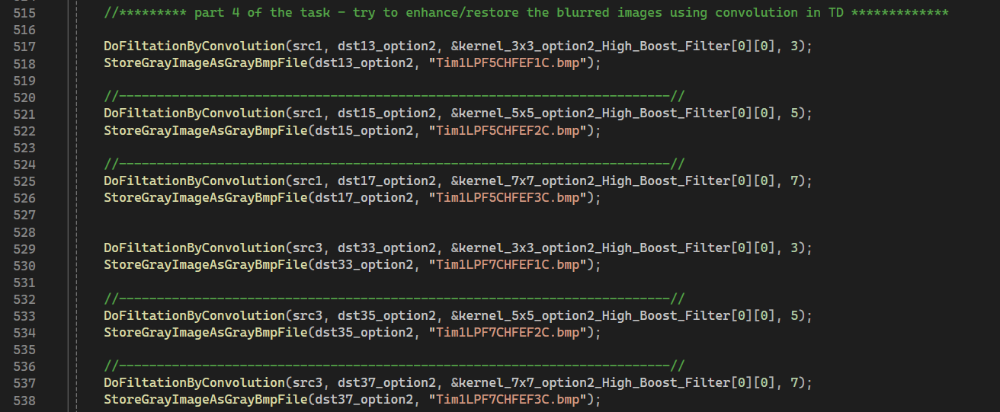 515 //********* part 4 of the task - try to enhance/restore the blurred images using convolution in TD *************
516
517 DoFiltationByConvolution(src1, dst13_option2, &kernel_3x3_option2_High_Boost_Filter[0][0], 3);
518 StoreGrayImageAsGrayBmpFile(dst13_option2, "Tim1LPF5CHFEF1C.bmp");
519
520 //-------------------------------------------------------------------------//
521 DoFiltationByConvolution(src1, dst15_option2, &kernel_5x5_option2_High_Boost_Filter[0][0], 5);
522 StoreGrayImageAsGrayBmpFile(dst15_option2, "Tim1LPF5CHFEF2C.bmp");
523
524 //-------------------------------------------------------------------------//
525 DoFiltationByConvolution(src1, dst17_option2, &kernel_7x7_option2_High_Boost_Filter[0][0], 7);
526 StoreGrayImageAsGrayBmpFile(dst17_option2, "Tim1LPF5CHFEF3C.bmp");
527
528
529 DoFiltationByConvolution(src3, dst33_option2, &kernel_3x3_option2_High_Boost_Filter[0][0], 3);
530 StoreGrayImageAsGrayBmpFile(dst33_option2, "Tim1LPF7CHFEF1C.bmp");
531
532 //-------------------------------------------------------------------------//
533 DoFiltationByConvolution(src3, dst35_option2, &kernel_5x5_option2_High_Boost_Filter[0][0], 5);
534 StoreGrayImageAsGrayBmpFile(dst35_option2, "Tim1LPF7CHFEF2C.bmp");
535
536 //-------------------------------------------------------------------------//
537 DoFiltationByConvolution(src3, dst37_option2, &kernel_7x7_option2_High_Boost_Filter[0][0], 7);
538 StoreGrayImageAsGrayBmpFile(dst37_option2, "Tim1LPF7CHFEF3C.bmp");